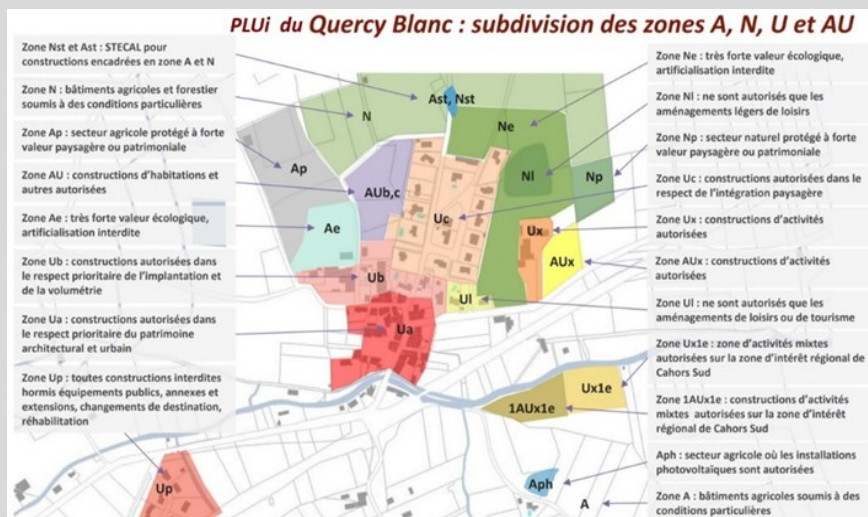 PLUi du Quercy Blanc : subdivision des zones A, N, U et AU
Zone Nst et Ast : STECAL pour
constructions encadrées en zone A et N
Zone N : bâtiments agricoles et forestier
soumis à des conditions particulières
Zone Ap : secteur agricole protégé à forte
valeur paysagère ou patrimoniale
Zone AU : constructions d'habitations et
autres autorisées
Zone Ae : très forte valeur écologique,
artificialisation interdite
Zone Ub : constructions autorisées dans
le respect prioritaire de l'implantation et
de la volumétrie
Zone Ua : constructions autorisées dans
le respect prioritaire du patrimoine
architectural et urbain
Zone Up : toutes constructions interdites
hormis équipements publics, annexes et
extensions, changements de destination,
réhabilitation
Ast, Nst
N
Ne
Ap
Nl
Np
AUb,c
Uc
Ae
Ux
AUx
Ub
Ul
Ua
Ux1e
1AUx1e
Up
Aph
A
Zone Ne : très forte valeur écologique,
artificialisation interdite
Zone Nl : ne sont autorisés que les
aménagements légers de loisirs
Zone Np : secteur naturel protégé à forte
valeur paysagère ou patrimoniale
Zone Uc : constructions autorisées dans le
respect de l'intégration paysagère
Zone Ux : constructions d'activités
autorisées
Zone AUx : constructions d'activités
autorisées
Zone Ul : ne sont autorisés que les
aménagements de loisirs ou de tourisme
Zone Ux1e : zone d'activités mixtes
autorisées sur la zone d'intérêt régional de
Cahors Sud
Zone 1AUx1e : constructions d'activités
mixtes autorisées sur la zone d'intérêt
régional de Cahors Sud
Aph : secteur agricole où les installations
photovoltaïques sont autorisées
Zone A : bâtiments agricoles soumis à des
conditions particulières